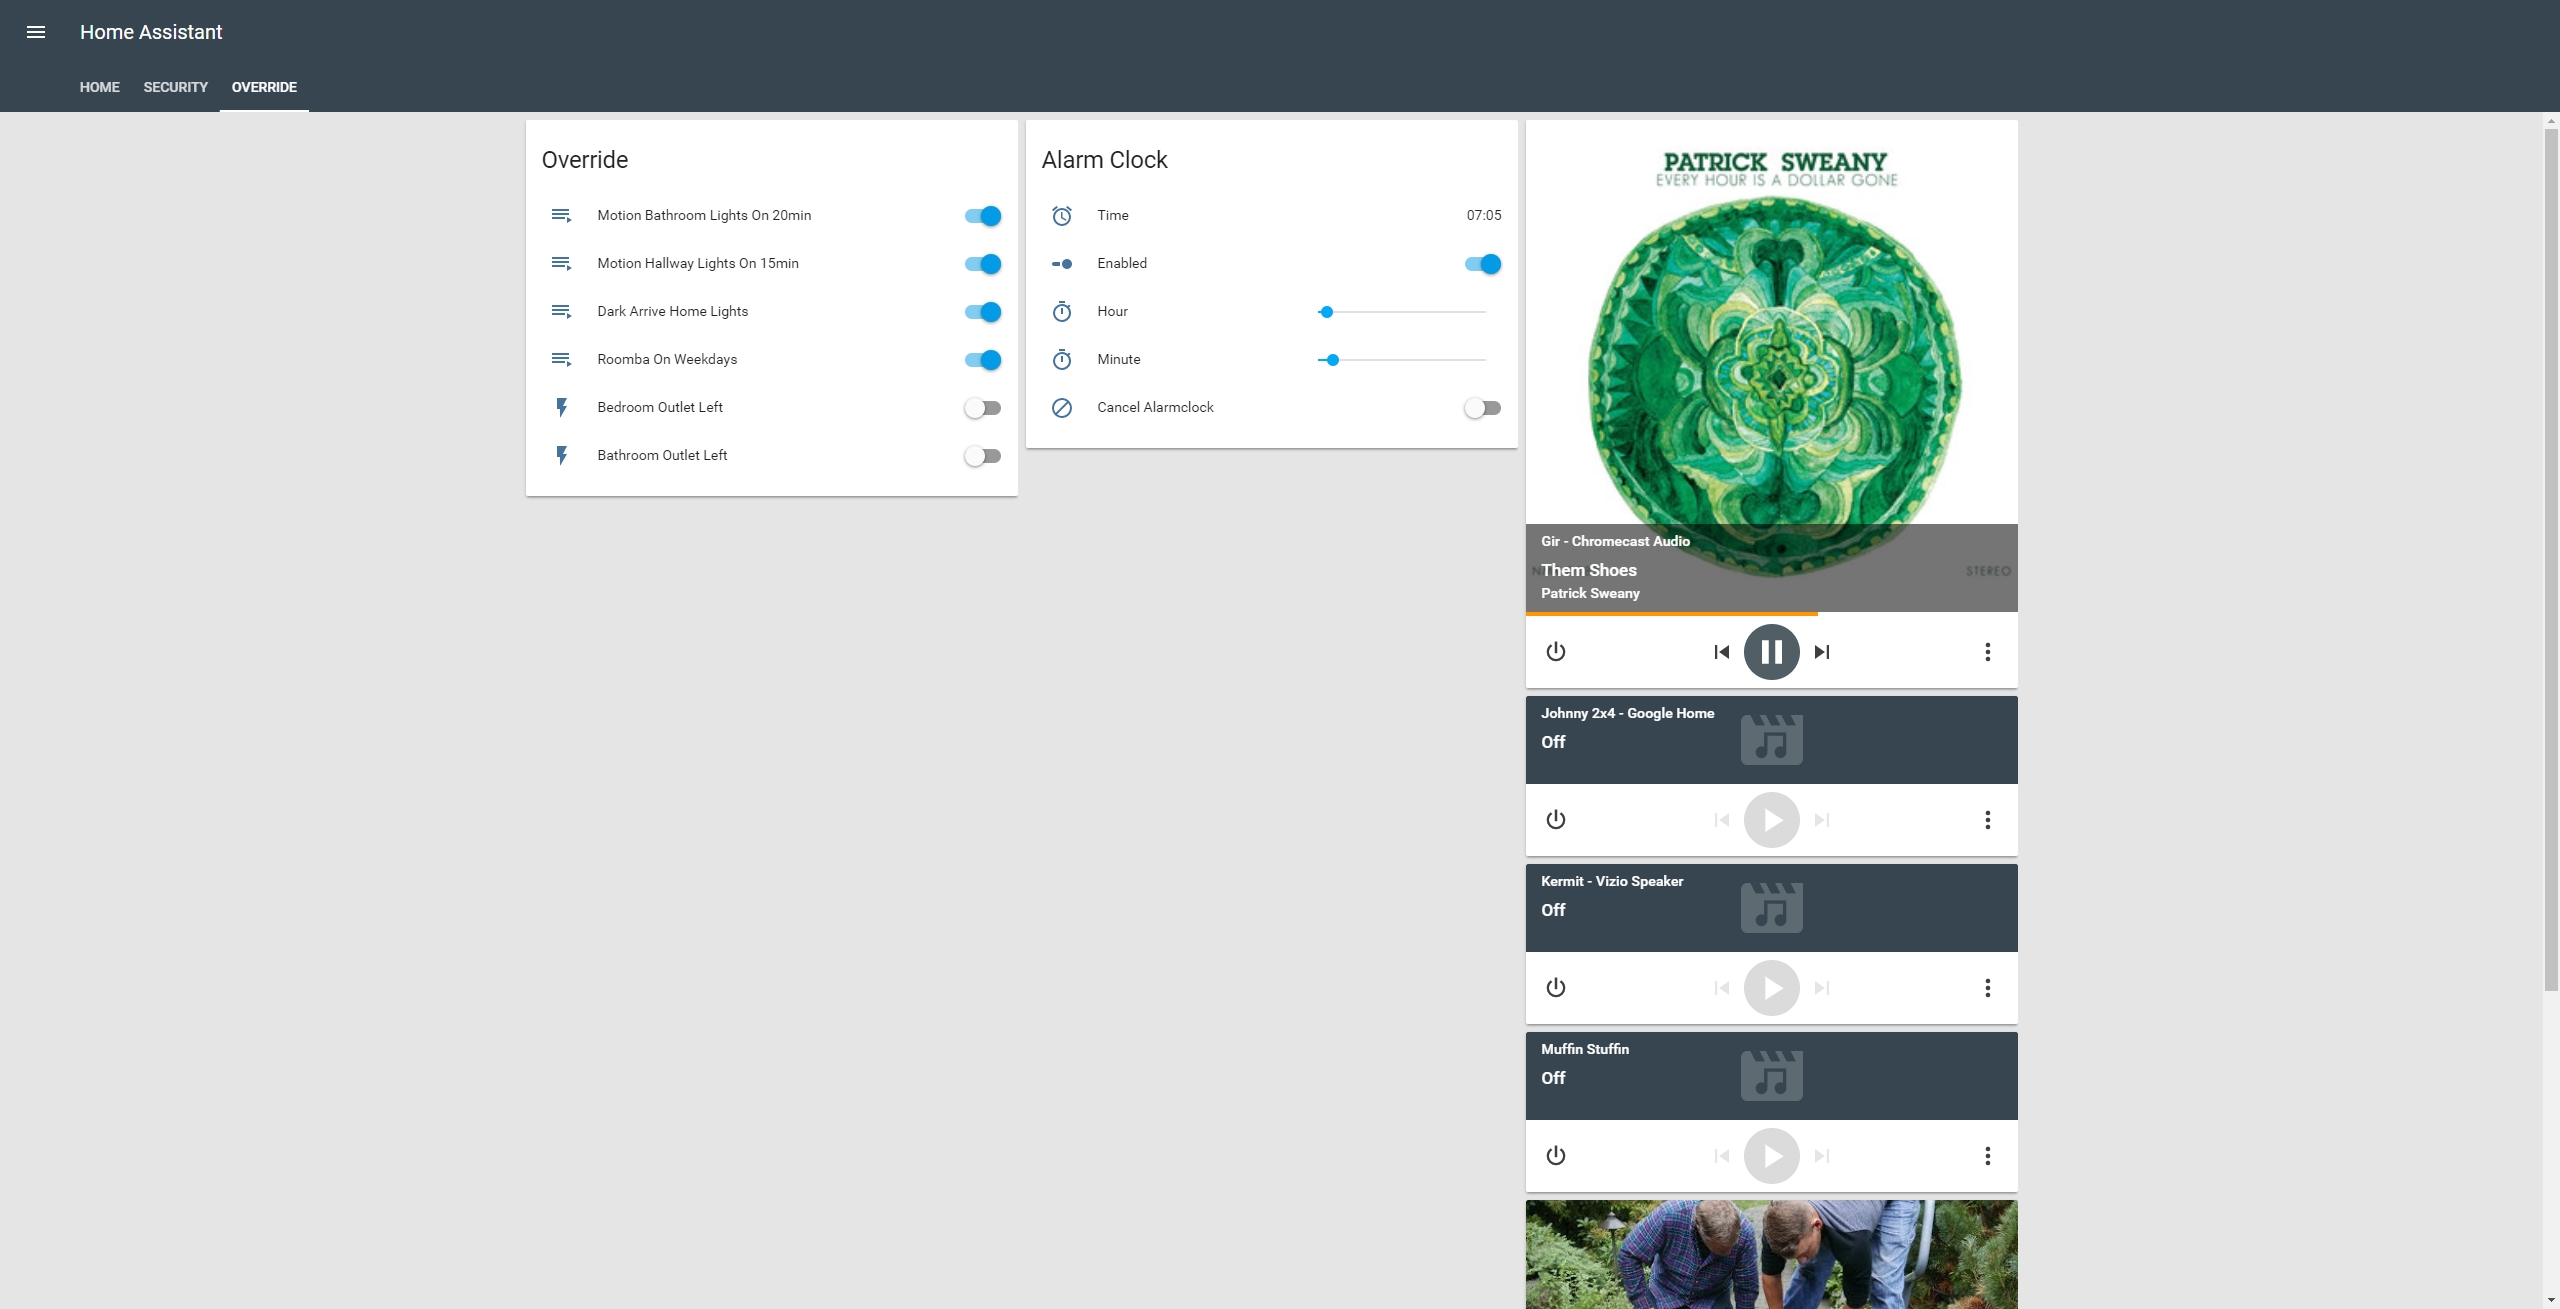 Home Assistant
HOME SECURITY OVERRIDE
Override
Motion Bathroom Lights On 20min
Motion Hallway Lights On 15min
Dark Arrive Home Lights
Roomba On Weekdays
Bedroom Outlet Left
Bathroom Outlet Left
Alarm Clock
Time 07:05
Enabled
Hour
Minute
Cancel Alarmclock
PATRICK SWEANY
EVERY HOUR IS A DOLLAR GONE
Gir - Chromecast Audio
Them Shoes
STEREO
Patrick Sweany
Johnny 2x4 - Google Home
Off
Kermit - Vizio Speaker
Off
Muffin Stuffin
Off